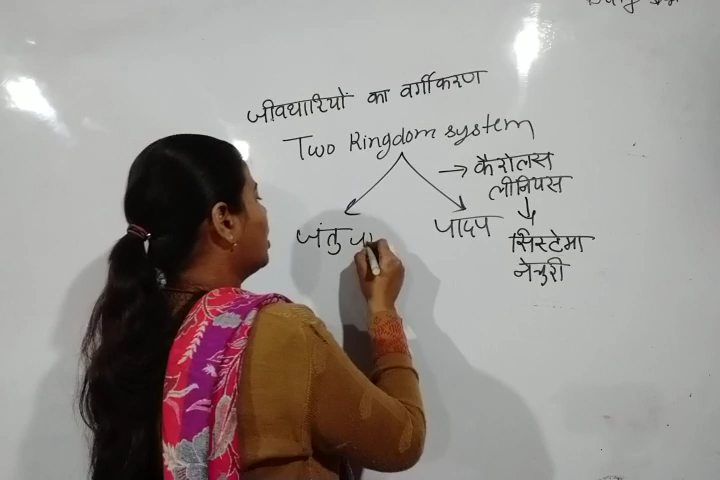 जीवधारियों का वर्गीकरण
Two Kingdom system
→ कैरोलस
लीनियस
जंतु ज
पादप
सिस्टेमा
नेचुरी